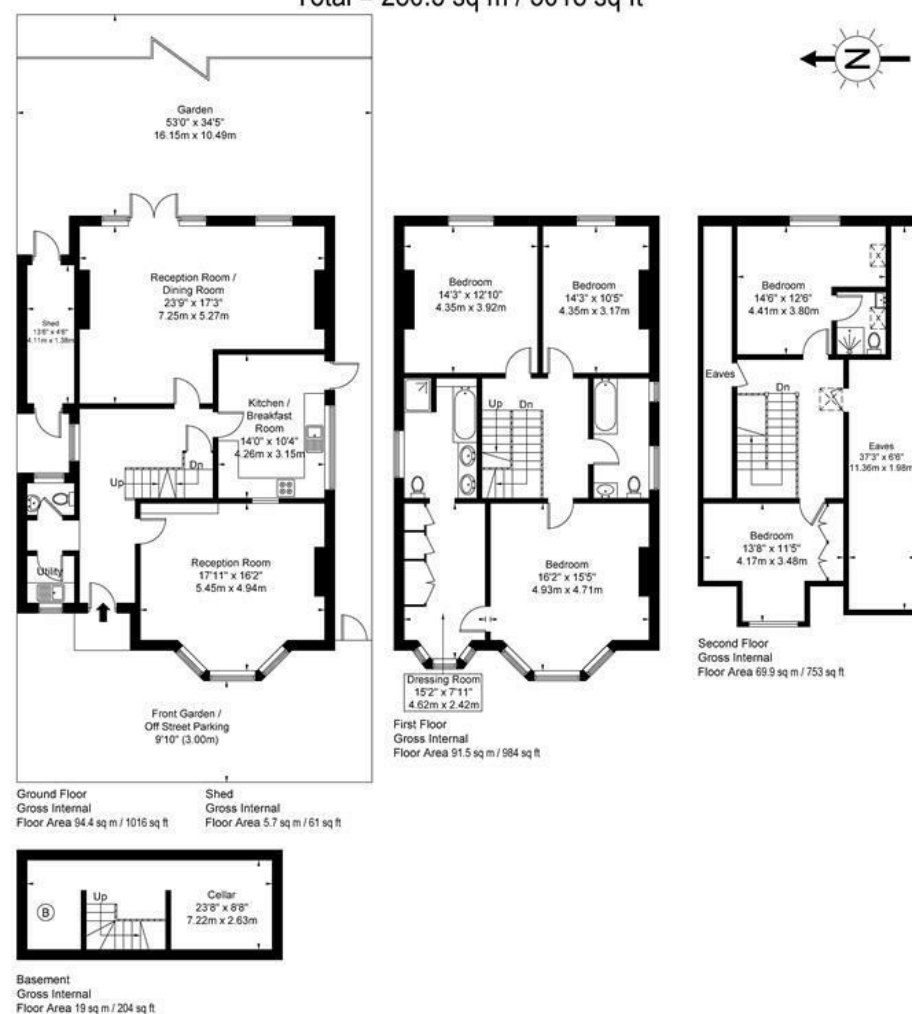 N
Garden
53'0" x 34'5"
16.15m x 10.49m
Reception Room /
Dining Room
23'9" x 17'3"
7.25m x 5.27m
Shed
13'6" x 4'6"
4.11m x 1.38m
Kitchen /
Breakfast
Room
14'0" x 10'4"
4.26m x 3.15m
Dn
Up
Utility
Reception Room
17'11" x 16'2"
5.45m x 4.94m
Front Garden /
Off Street Parking
9'10" (3.00m)
Ground Floor
Gross Internal
Floor Area 94.4 sq m / 1016 sq ft
Shed
Gross Internal
Floor Area 5.7 sq m / 61 sq ft
Bedroom
14'3" x 12'10"
4.35m x 3.92m
Bedroom
14'3" x 10'5"
4.35m x 3.17m
Up
Dn
Bedroom
16'2" x 15'5"
4.93m x 4.71m
Dressing Room
15'2" x 7'11"
4.62m x 2.42m
First Floor
Gross Internal
Floor Area 91.5 sq m / 984 sq ft
Bedroom
14'6" x 12'6"
4.41m x 3.80m
Eaves
Dn
Eaves
37'3" x 6'6"
11.36m x 1.98m
Bedroom
13'8" x 11'5"
4.17m x 3.48m
Second Floor
Gross Internal
Floor Area 69.9 sq m / 753 sq ft
B
Up
Cellar
23'8" x 8'8"
7.22m x 2.63m
Basement
Gross Internal
Floor Area 19 sq m / 204 sq ft